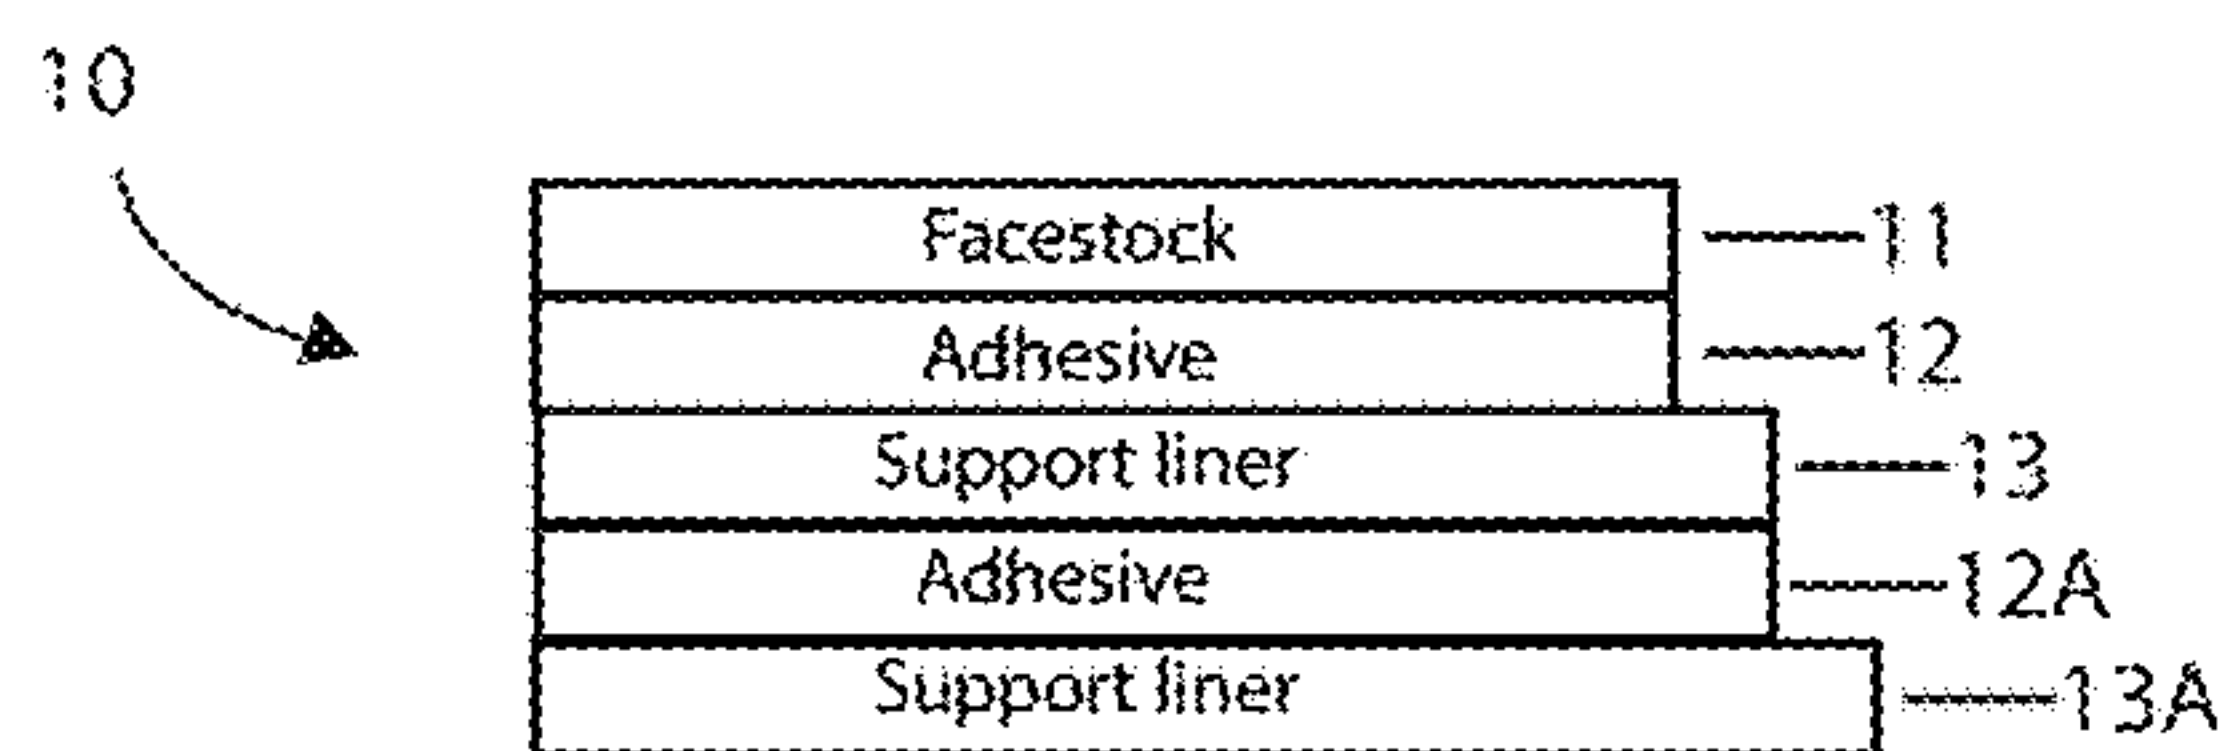 10
Facestock 11
Adhesive 12
Support liner 13
Adhesive 12A
Support liner 13A